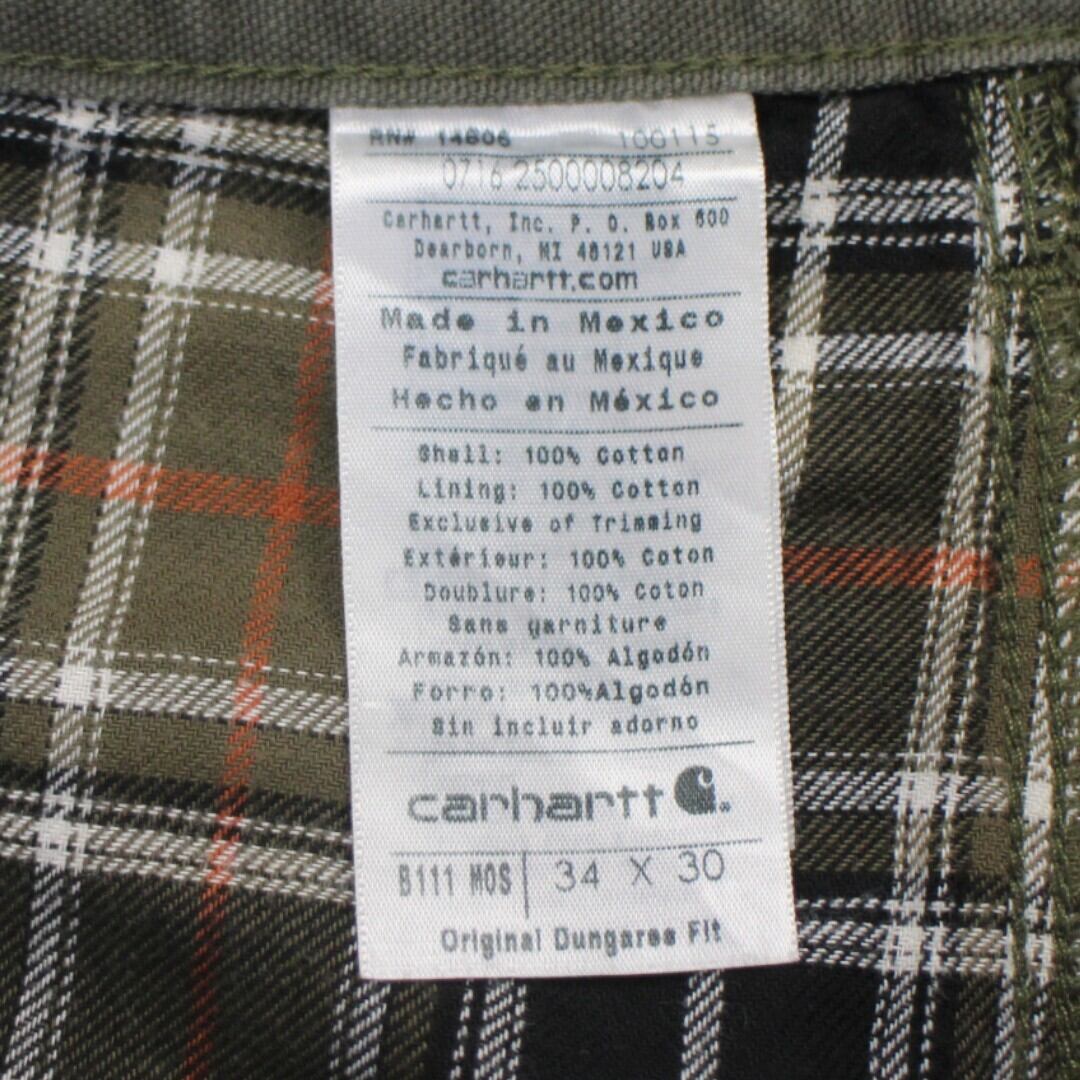 RN# 14806 100115
0716 2500008204
Carhartt, Inc. P. O. Box 600
Dearborn, MI 48121 USA
carhartt.com
Made in Mexico
Fabriqué au Mexique
Hecho en México
Shell: 100% Cotton
Lining: 100% Cotton
Exclusive of Trimming
Extérieur: 100% Coton
Doublure: 100% Coton
Sans garniture
Armazón: 100% Algodón
Forro: 100%Algodón
Sin incluir adorno
carhartt
B111 MOS 34 X 30
Original Dungaree Fit